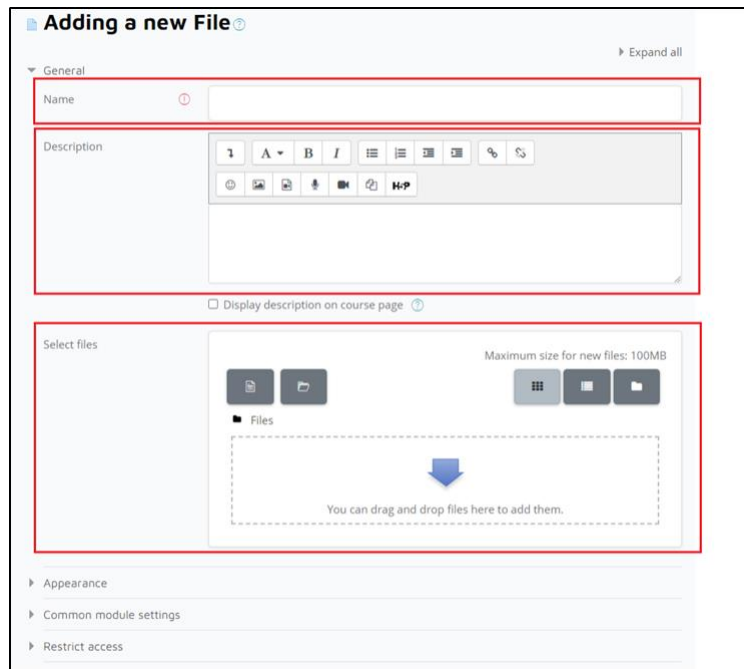 Adding a new File
Expand all
General
Name
Description
A B I
H-P
Display description on course page
Select files
Maximum size for new files: 100MB
Files
You can drag and drop files here to add them.
Appearance
Common module settings
Restrict access